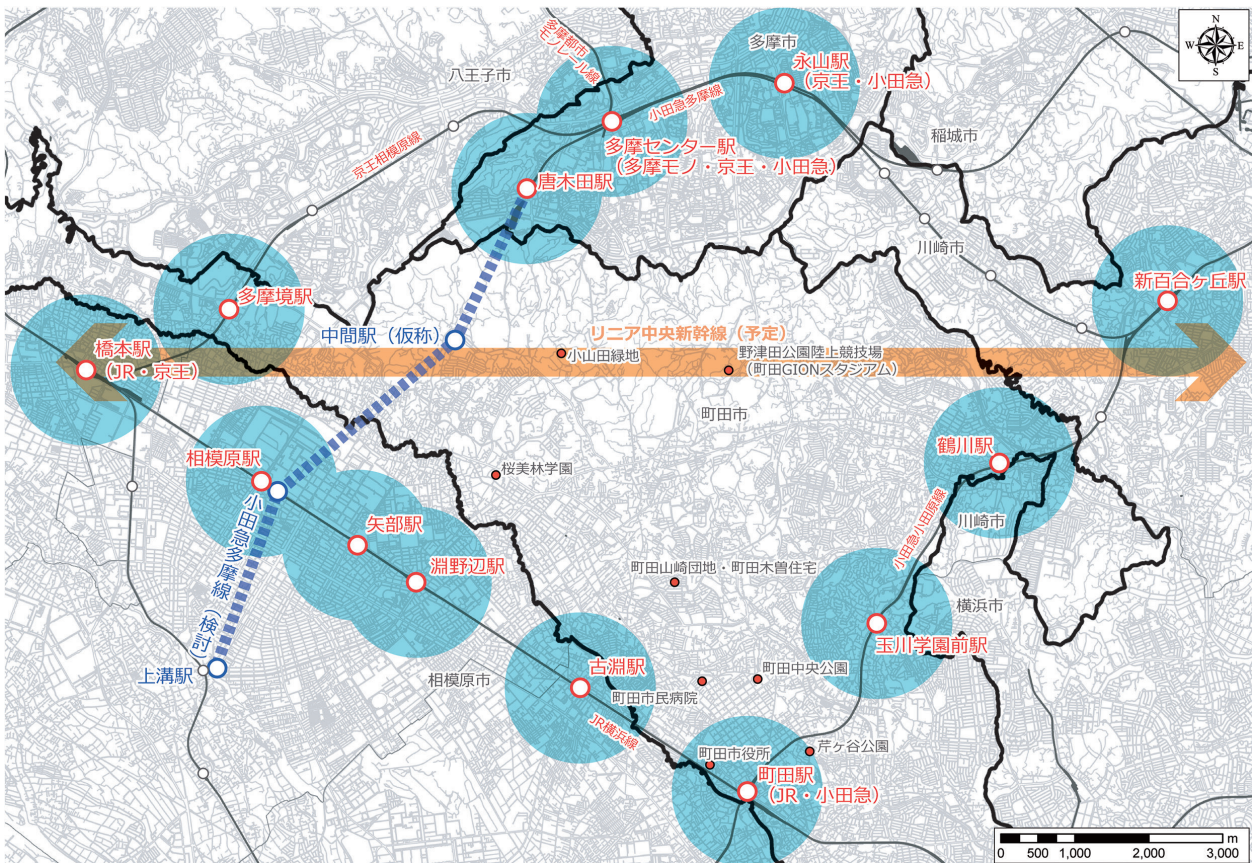 N
W
E
S
多摩都市
モノレール線
多摩市
八王子市
永山駅
（京王・小田急）
小田急多摩線
稲城市
京王相模原線
多摩センター駅
（多摩モノ・京王・小田急）
唐木田駅
川崎市
新百合ヶ丘駅
多摩境駅
中間駅（仮称）
リニア中央新幹線（予定）
橋本駅
（JR・京王）
小山田緑地
野津田公園陸上競技場
（町田GIONスタジアム）
町田市
鶴川駅
相模原駅
桜美林学園
小田急多摩線（検討）
矢部駅
小田急小田原線
川崎市
淵野辺駅
町田山崎団地・町田木曽住宅
横浜市
玉川学園前駅
上溝駅
相模原市
古淵駅
町田中央公園
町田市民病院
JR横浜線
芹ヶ谷公園
町田市役所
町田駅
（JR・小田急）
m
0 500 1,000 2,000 3,000